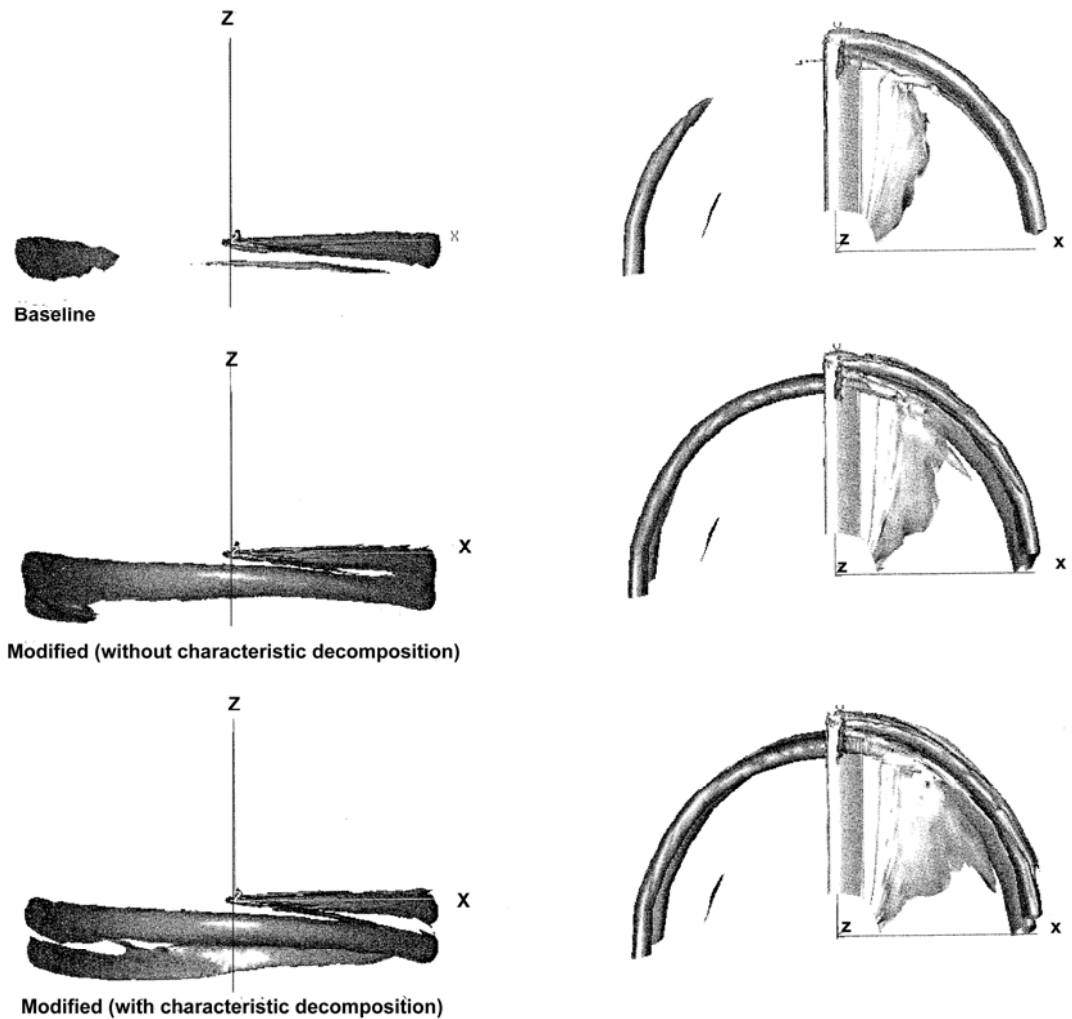 Z
X
Baseline
Z
X
Z
X
Modified (without characteristic decomposition)
Z
X
Z
X
Modified (with characteristic decomposition)
Z
X